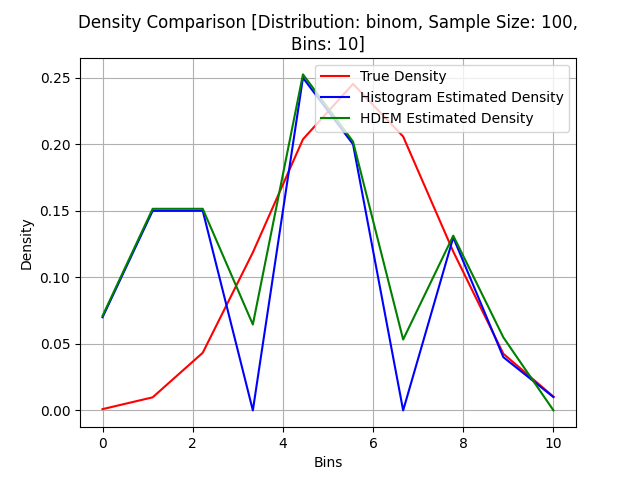 Density Comparison [Distribution: binom, Sample Size: 100,
Bins: 10]
True Density
Histogram Estimated Density
HDEM Estimated Density
Density
0.25
0.20
0.15
0.10
0.05
0.00
0 2 4 6 8 10
Bins